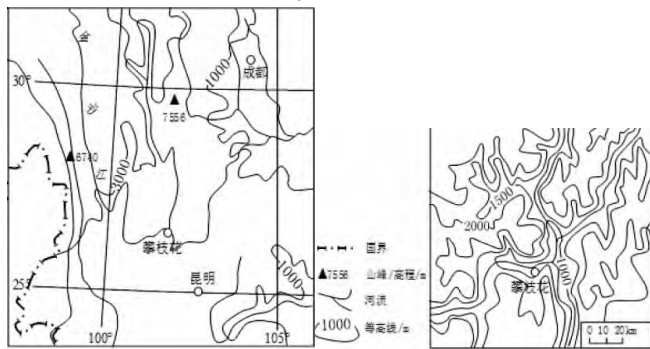 金
沙
江
1000
成都
30°
7556
6740
3000
攀枝花
25°
昆明
1000
100°
105°
国界
7556 山峰/高程/m
河流
1000 等高线/m
1500
2000
1000
攀枝花
0 10 20km